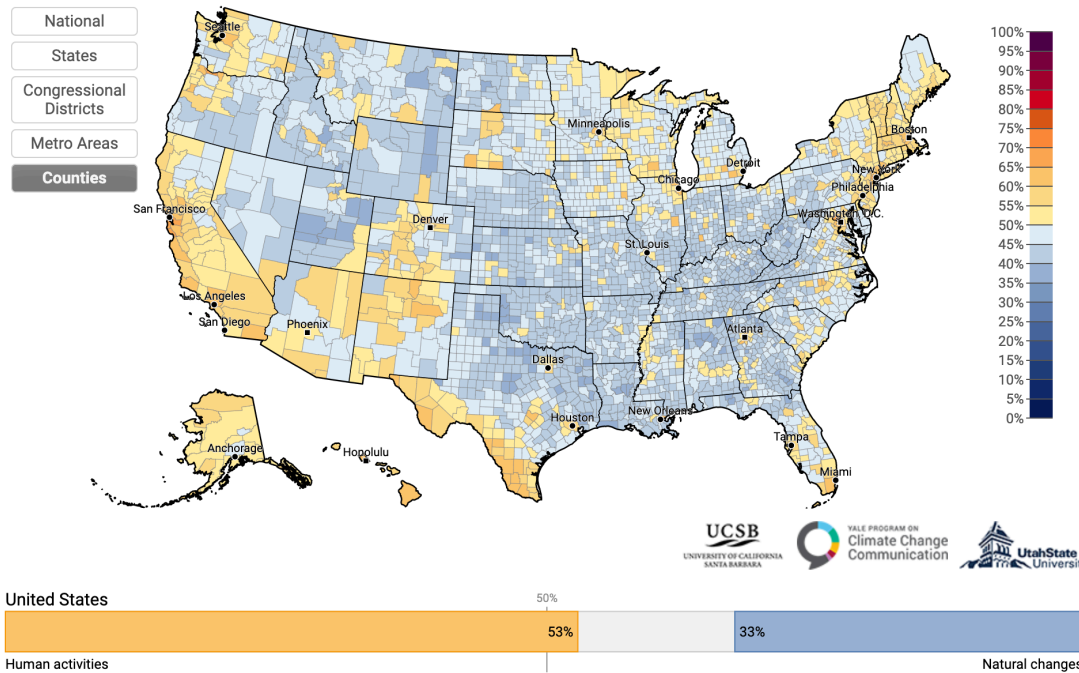 National
States
Congressional
Districts
Metro Areas
Counties
Seattle
Minneapolis
Boston
Detroit
New York
Chicago
Philadelphia
San Francisco
Washington D.C.
Denver
St. Louis
Los Angeles
San Diego
Phoenix
Atlanta
Dallas
Houston
New Orleans
Tampa
Miami
Anchorage
Honolulu
100%
95%
90%
85%
80%
75%
70%
65%
60%
55%
50%
45%
40%
35%
30%
25%
20%
15%
10%
5%
0%
UCSB
UNIVERSITY OF CALIFORNIA
SANTA BARBARA
YALE PROGRAM ON
Climate Change
Communication
UtahState
Universi
United States
50%
53%
33%
Human activities
Natural changes